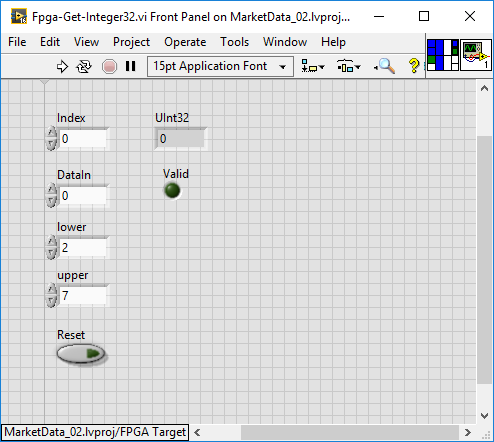 Fpga-Get-Integer32.vi Front Panel on MarketData_02.lvproj...
File Edit View Project Operate Tools Window
15pt Application Font ?
1
Index UInt32
0 0
DataIn Valid
0
lower
2
upper
7
Reset
MarketData_02.lvproj/FPGA Target